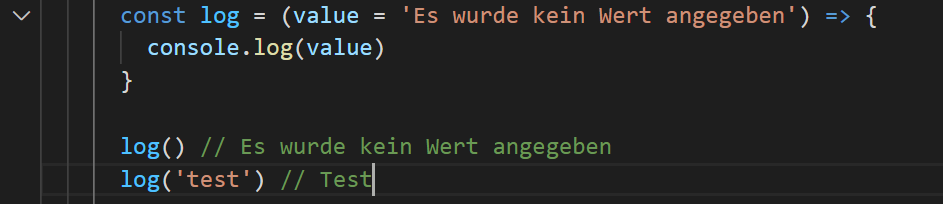 const log = (value = 'Es wurde kein Wert angegeben') => {
  console.log(value)
}
log() // Es wurde kein Wert angegeben
log('test') // Test